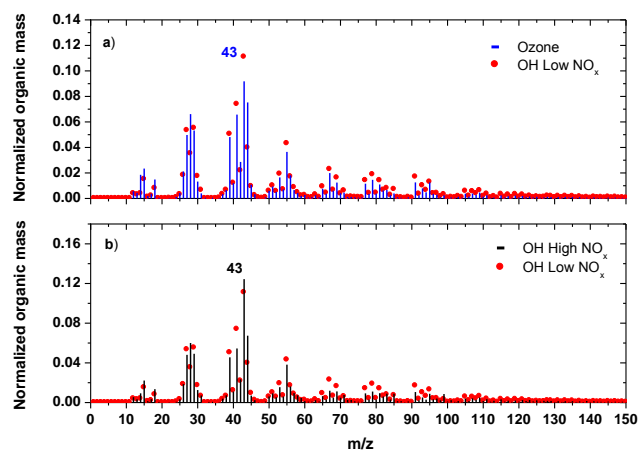 0.14
a)
43
Ozone
0.12
OH Low NOx
0.10
0.08
0.06
0.04
0.02
0.00
Normalized organic mass
b)
OH High NOx
0.16
43
OH Low NOx
0.12
0.08
0.04
0.00
Normalized organic mass
0 10 20 30 40 50 60 70 80 90 100 110 120 130 140 150
m/z